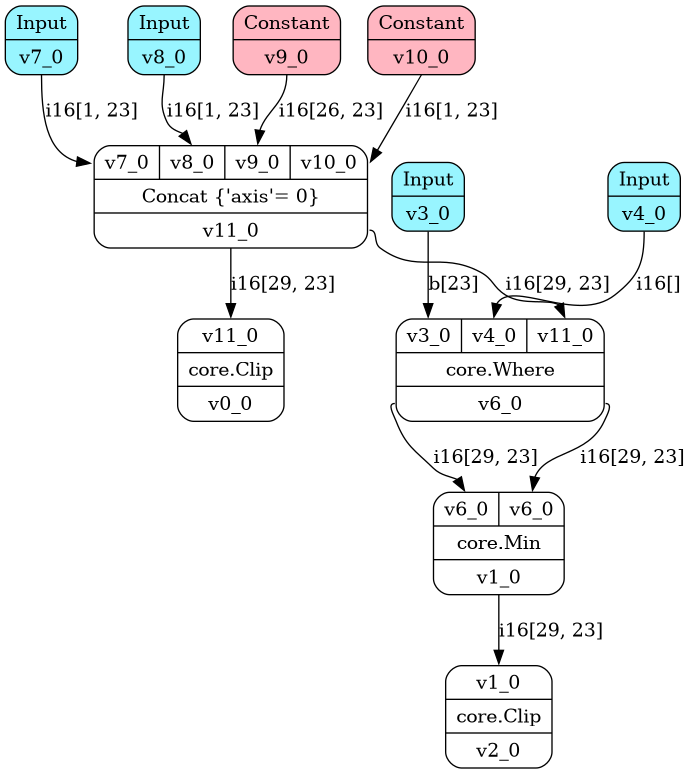 Input
v7_0
Input
v8_0
Constant
v9_0
Constant
v10_0
i16[1, 23]
i16[1, 23]
i16[26, 23]
i16[1, 23]
v7_0 v8_0 v9_0 v10_0
Concat {'axis'= 0}
v11_0
Input
v3_0
Input
v4_0
i16[29, 23]
b[23]
i16[29, 23]
i16[]
v11_0
core.Clip
v0_0
v3_0 v4_0 v11_0
core.Where
v6_0
i16[29, 23]
i16[29, 23]
v6_0 v6_0
core.Min
v1_0
i16[29, 23]
v1_0
core.Clip
v2_0